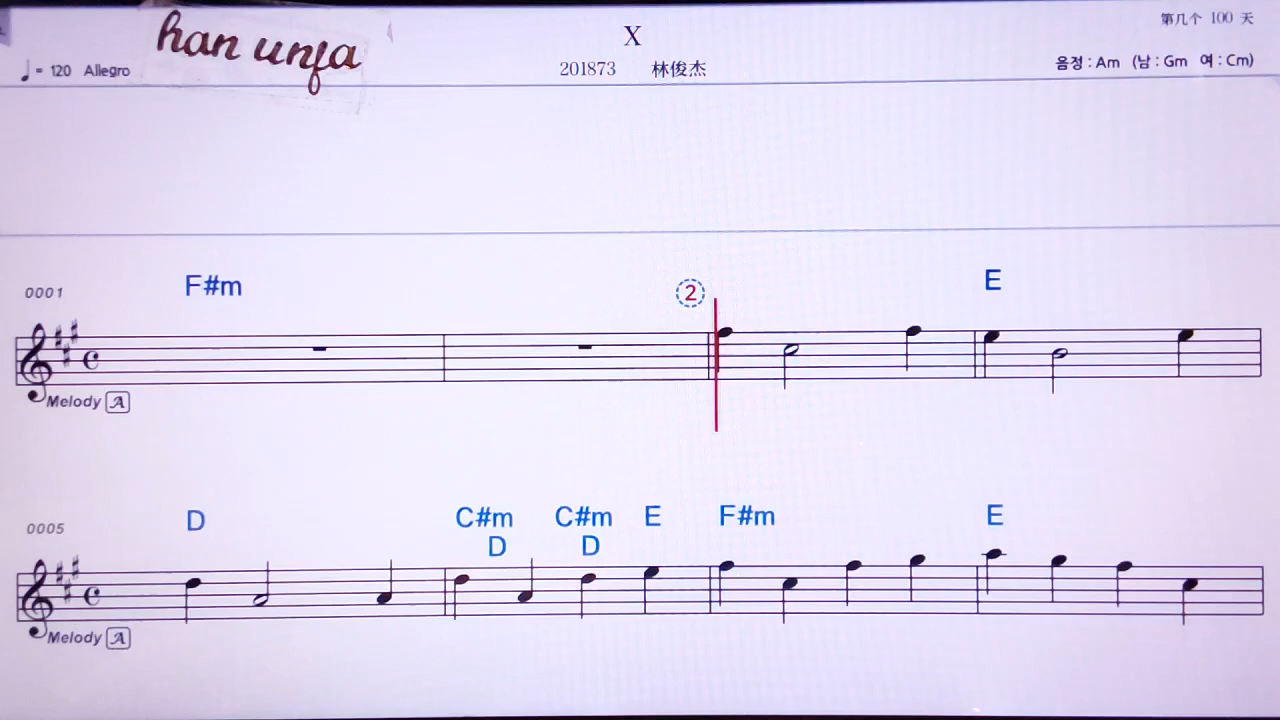 han unja
X
第几个 100 天
♩= 120 Allegro
201873 林俊杰
음정 : Am (남 : Gm 여 : Cm)
0001
F#m
②
E
Melody A
0005
D
C#m
C#m
E
F#m
E
D
D
Melody A